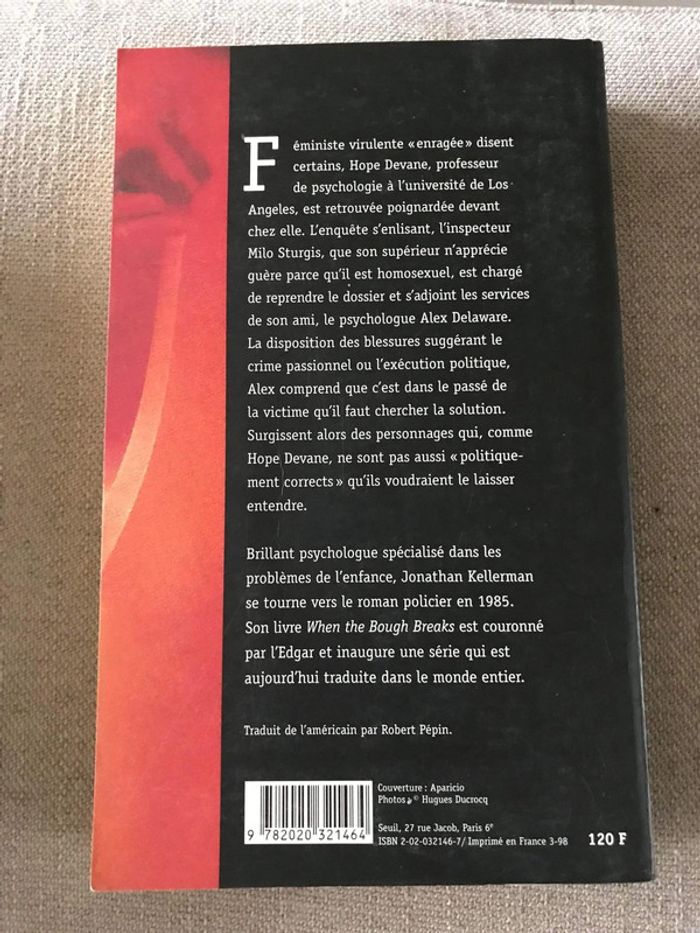 Féministe virulente «enragée» disent
certains, Hope Devane, professeur
de psychologie à l'université de Los
Angeles, est retrouvée poignardée devant
chez elle. L'enquête s'enlisant, l'inspecteur
Milo Sturgis, que son supérieur n'apprécie
guère parce qu'il est homosexuel, est chargé
de reprendre le dossier et s'adjoint les services
de son ami, le psychologue Alex Delaware.
La disposition des blessures suggérant le
crime passionnel ou l'exécution politique,
Alex comprend que c'est dans le passé de
la victime qu'il faut chercher la solution.
Surgissent alors des personnages qui, comme
Hope Devane, ne sont pas aussi «politique-
ment corrects» qu'ils voudraient le laisser
entendre.
Brillant psychologue spécialisé dans les
problèmes de l'enfance, Jonathan Kellerman
se tourne vers le roman policier en 1985.
Son livre When the Bough Breaks est couronné
par l'Edgar et inaugure une série qui est
aujourd'hui traduite dans le monde entier.
Traduit de l'américain par Robert Pépin.
Couverture : Aparicio
Photos © Hugues Ducrocq
9 782020 321464
Seuil, 27 rue Jacob, Paris 6e
ISBN 2-02-032146-7 / Imprimé en France 3-98
120 F